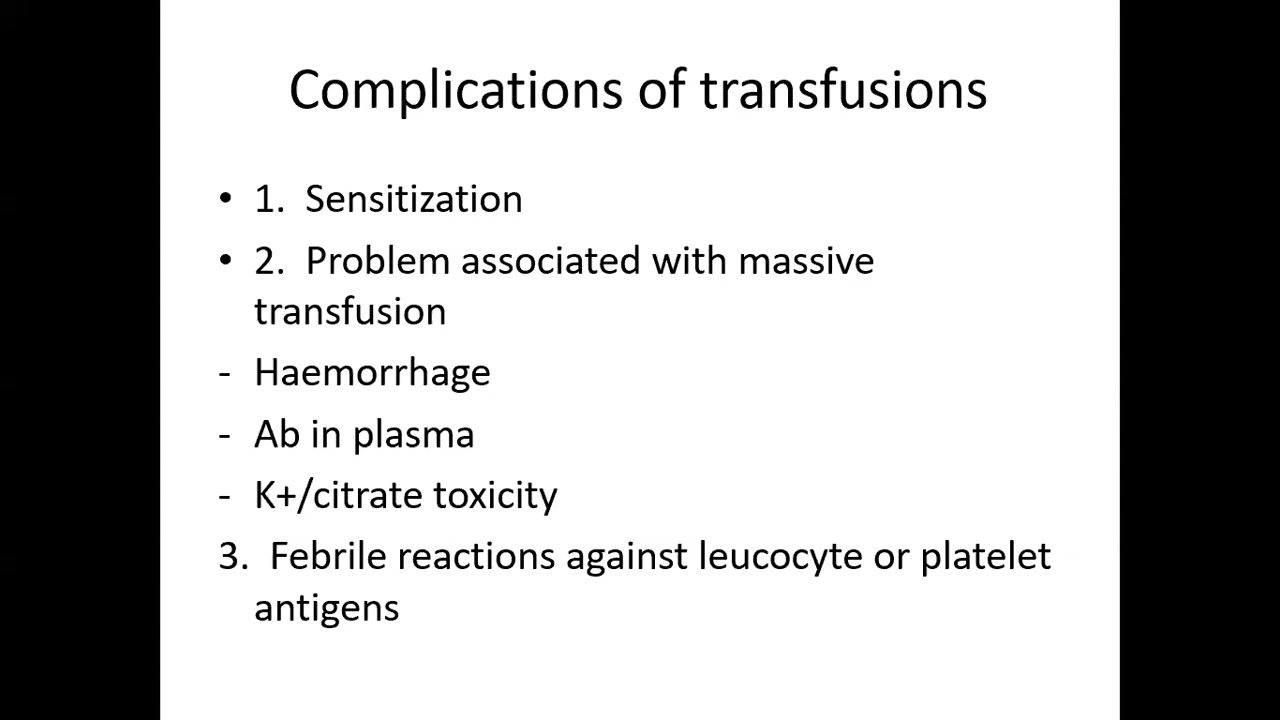 Complications of transfusions
• 1. Sensitization
• 2. Problem associated with massive
transfusion
- Haemorrhage
- Ab in plasma
- K+/citrate toxicity
3. Febrile reactions against leucocyte or platelet
antigens